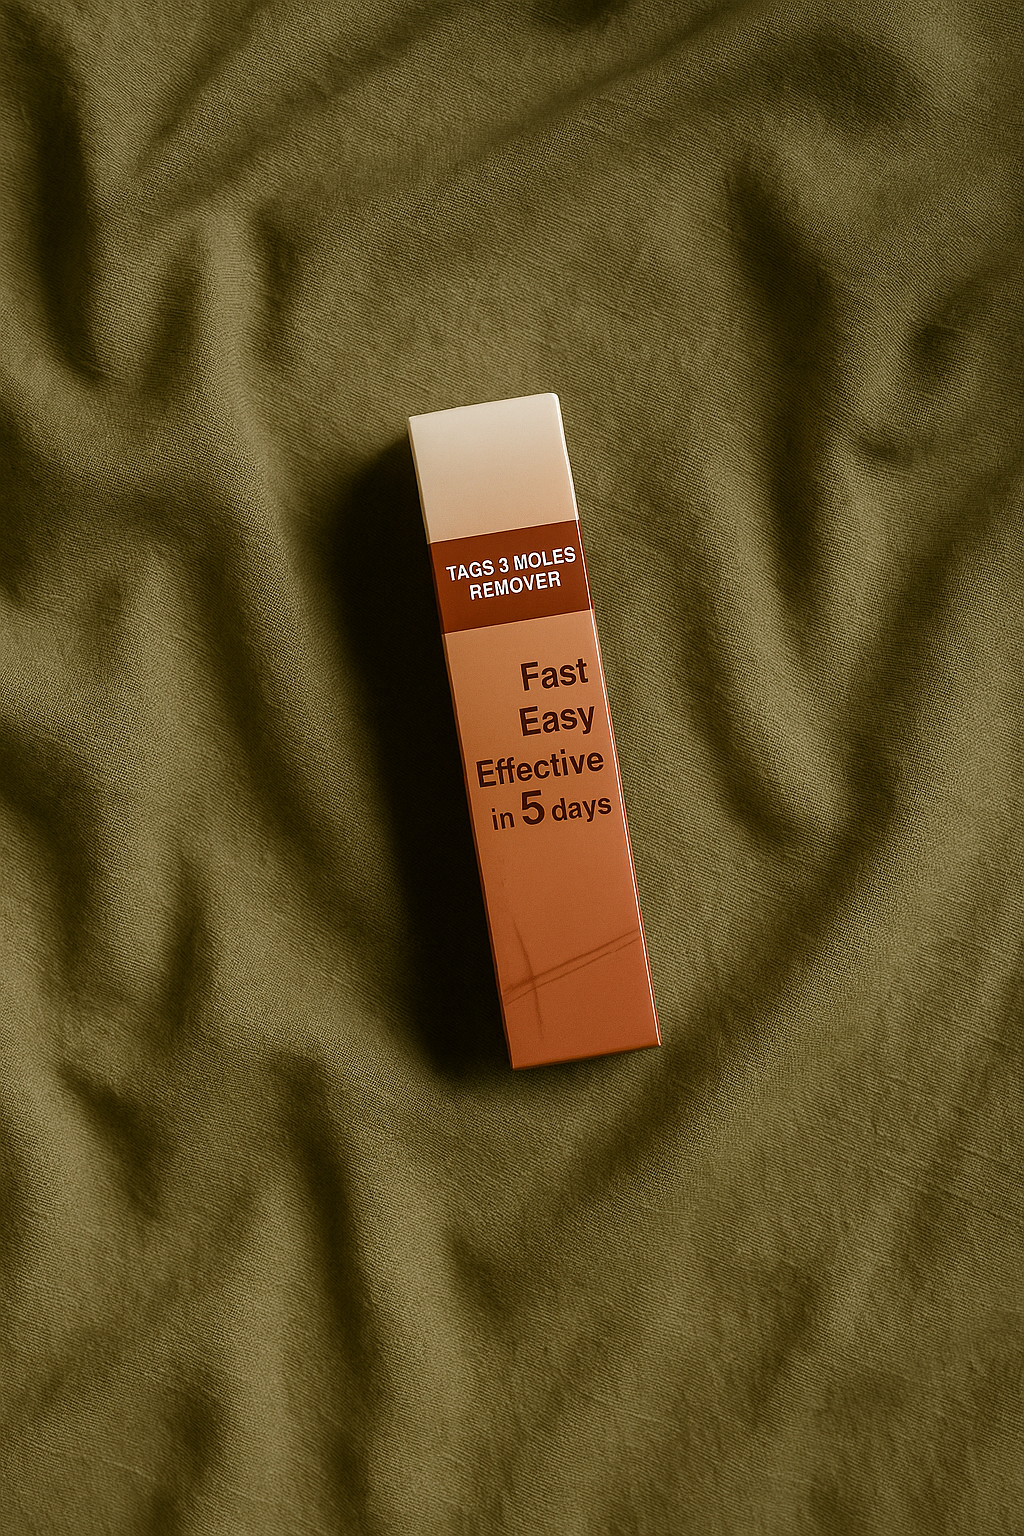 TAGS 3 MOLES
REMOVER
Fast
Easy
Effective
in 5 days